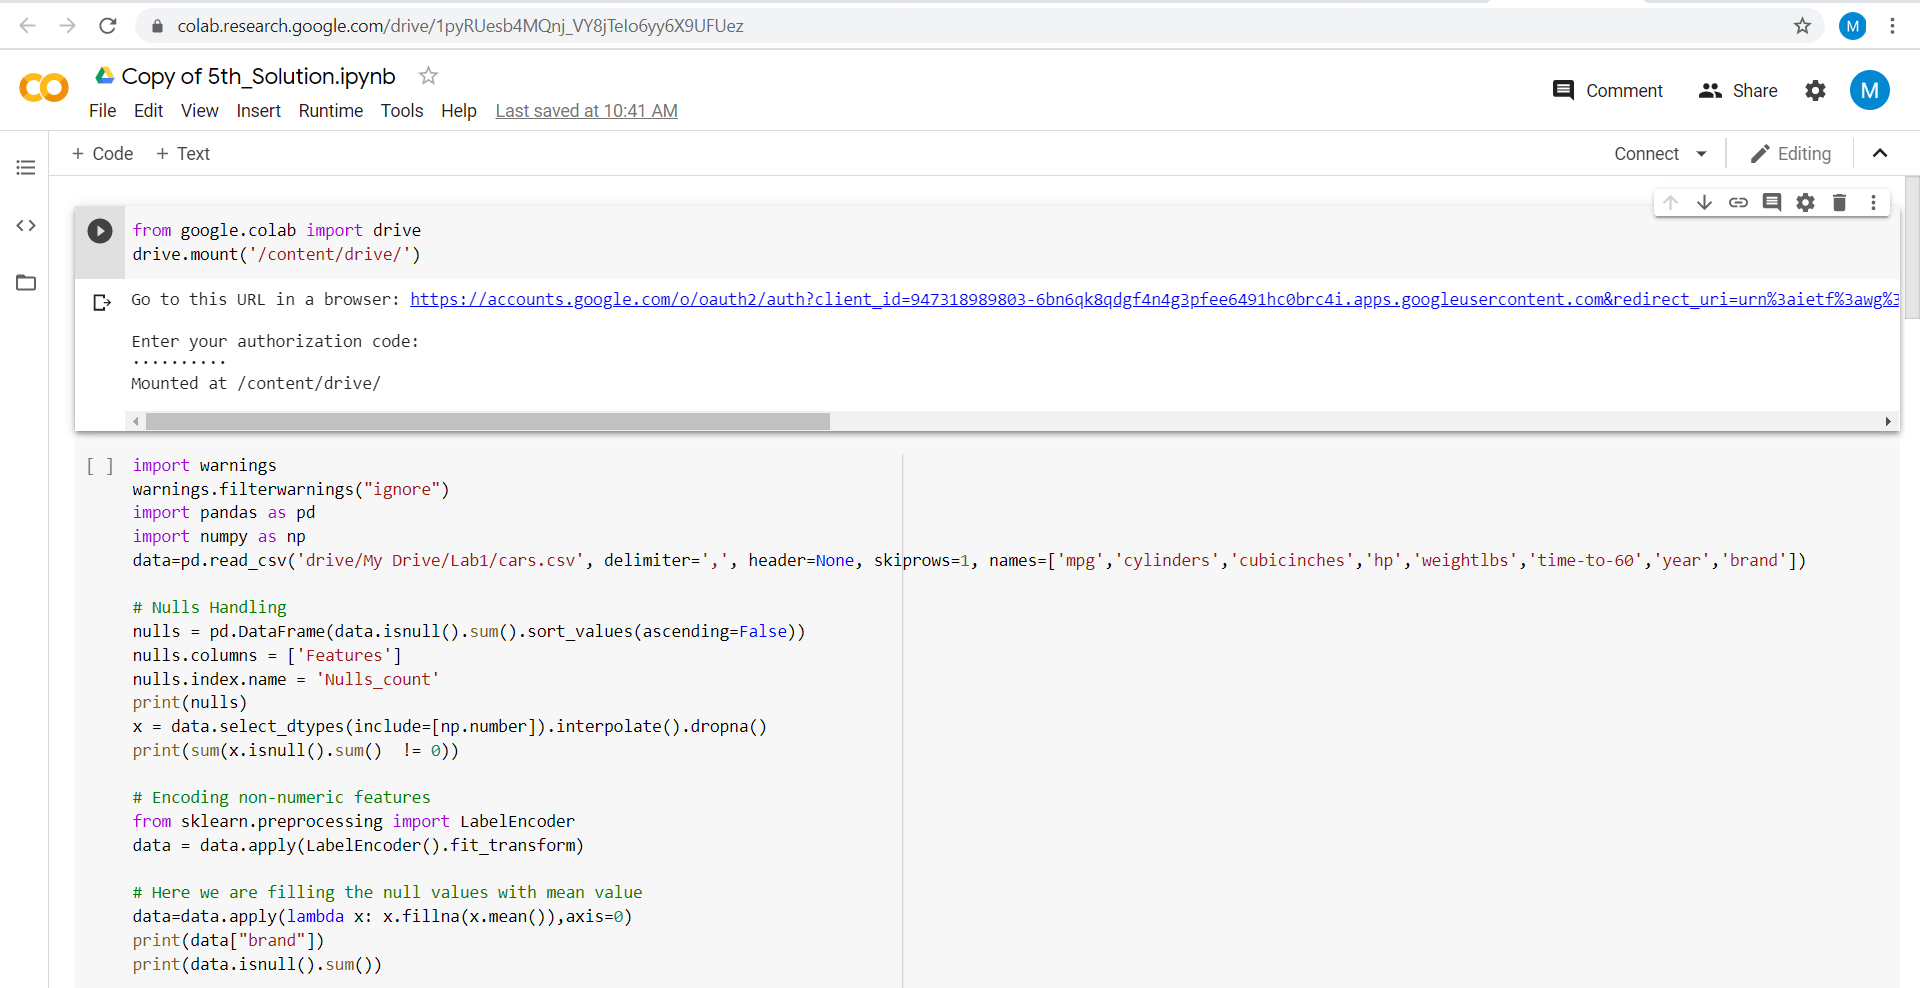 colab.research.google.com/drive/1pyRUesb4MQnj_VY8jTeIo6yy6X9UFUez
M
Copy of 5th_Solution.ipynb
Comment
Share
M
File Edit View Insert Runtime Tools Help Last saved at 10:41 AM
+ Code + Text
Connect
Editing
from google.colab import drive
drive.mount('/content/drive/')
Go to this URL in a browser: https://accounts.google.com/o/oauth2/auth?client_id=947318989803-6bn6qk8qdgf4n4g3pfee6491hc0brc4i.apps.googleusercontent.com&redirect_uri=urn%3aietf%3awg%3
Enter your authorization code:
··········
Mounted at /content/drive/
[ ]
import warnings
warnings.filterwarnings("ignore")
import pandas as pd
import numpy as np
data=pd.read_csv('drive/My Drive/Lab1/cars.csv', delimiter=',', header=None, skiprows=1, names=['mpg','cylinders','cubicinches','hp','weightlbs','time-to-60','year','brand'])
# Nulls Handling
nulls = pd.DataFrame(data.isnull().sum().sort_values(ascending=False))
nulls.columns = ['Features']
nulls.index.name = 'Nulls_count'
print(nulls)
x = data.select_dtypes(include=[np.number]).interpolate().dropna()
print(sum(x.isnull().sum()  != 0))
# Encoding non-numeric features
from sklearn.preprocessing import LabelEncoder
data = data.apply(LabelEncoder().fit_transform)
# Here we are filling the null values with mean value
data=data.apply(lambda x: x.fillna(x.mean()),axis=0)
print(data["brand"])
print(data.isnull().sum())